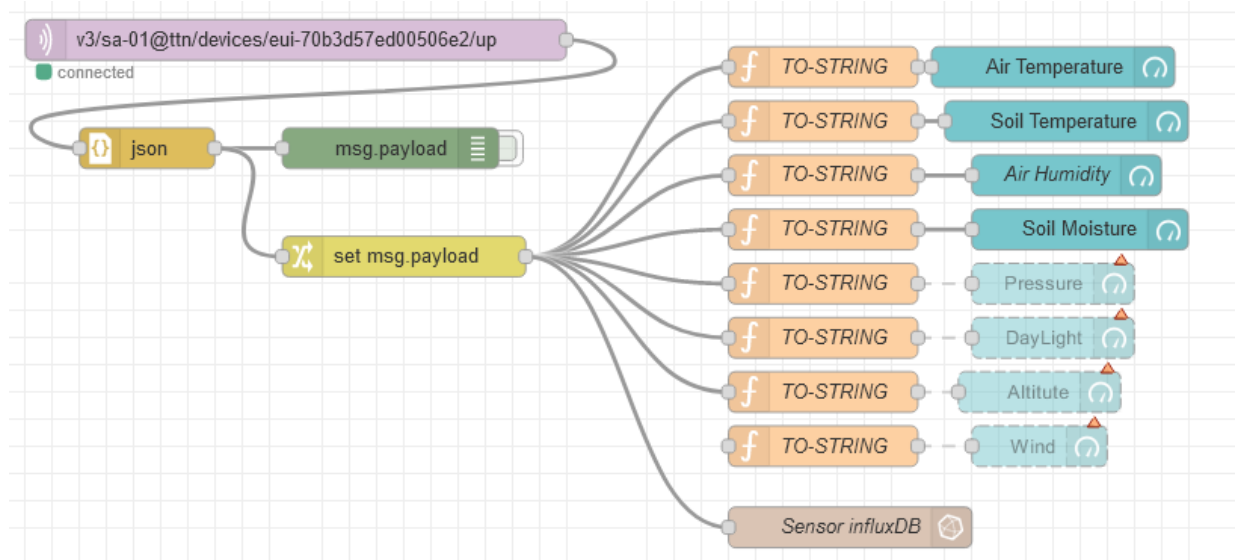 v3/sa-01@ttn/devices/eui-70b3d57ed00506e2/up
connected
json
msg.payload
set msg.payload
TO-STRING
Air Temperature
TO-STRING
Soil Temperature
TO-STRING
Air Humidity
TO-STRING
Soil Moisture
TO-STRING
Pressure
TO-STRING
DayLight
TO-STRING
Altitute
TO-STRING
Wind
Sensor influxDB